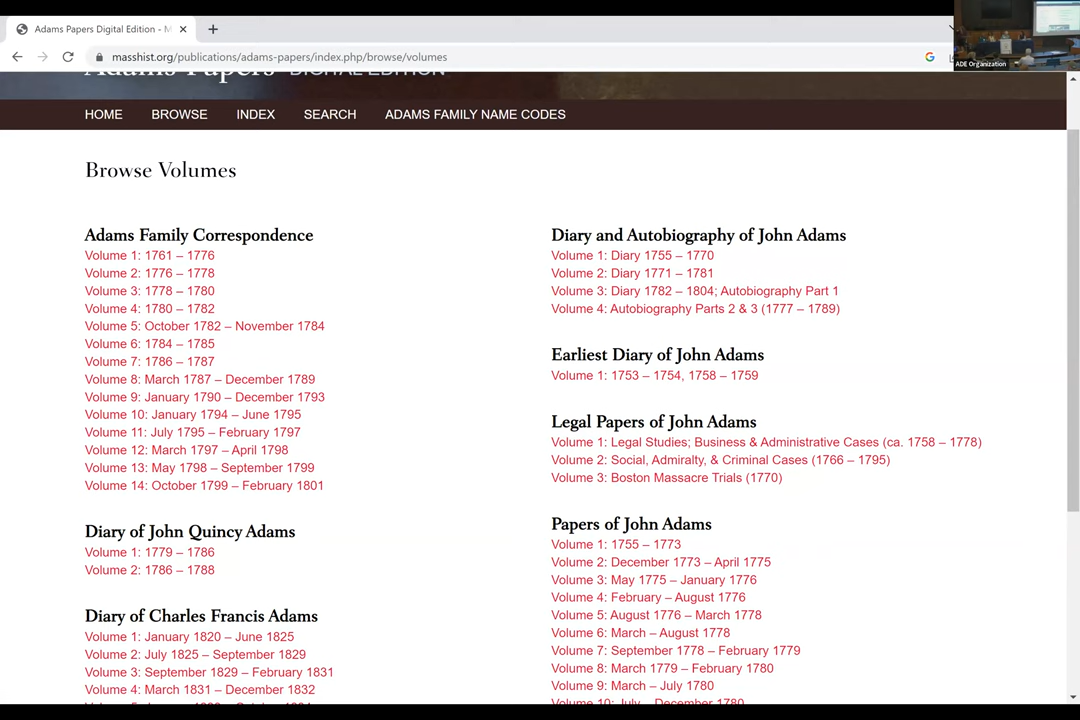 Adams Papers Digital Edition - M
masshist.org/publications/adams-papers/index.php/browse/volumes
ADE Organization
Adams Papers DIGITAL EDITION
HOME BROWSE INDEX SEARCH ADAMS FAMILY NAME CODES
Browse Volumes
Adams Family Correspondence
Volume 1: 1761 – 1776
Volume 2: 1776 – 1778
Volume 3: 1778 – 1780
Volume 4: 1780 – 1782
Volume 5: October 1782 – November 1784
Volume 6: 1784 – 1785
Volume 7: 1786 – 1787
Volume 8: March 1787 – December 1789
Volume 9: January 1790 – December 1793
Volume 10: January 1794 – June 1795
Volume 11: July 1795 – February 1797
Volume 12: March 1797 – April 1798
Volume 13: May 1798 – September 1799
Volume 14: October 1799 – February 1801
Diary of John Quincy Adams
Volume 1: 1779 – 1786
Volume 2: 1786 – 1788
Diary of Charles Francis Adams
Volume 1: January 1820 – June 1825
Volume 2: July 1825 – September 1829
Volume 3: September 1829 – February 1831
Volume 4: March 1831 – December 1832
Diary and Autobiography of John Adams
Volume 1: Diary 1755 – 1770
Volume 2: Diary 1771 – 1781
Volume 3: Diary 1782 – 1804; Autobiography Part 1
Volume 4: Autobiography Parts 2 & 3 (1777 – 1789)
Earliest Diary of John Adams
Volume 1: 1753 – 1754, 1758 – 1759
Legal Papers of John Adams
Volume 1: Legal Studies; Business & Administrative Cases (ca. 1758 – 1778)
Volume 2: Social, Admiralty, & Criminal Cases (1766 – 1795)
Volume 3: Boston Massacre Trials (1770)
Papers of John Adams
Volume 1: 1755 – 1773
Volume 2: December 1773 – April 1775
Volume 3: May 1775 – January 1776
Volume 4: February – August 1776
Volume 5: August 1776 – March 1778
Volume 6: March – August 1778
Volume 7: September 1778 – February 1779
Volume 8: March 1779 – February 1780
Volume 9: March – July 1780
Volume 10: July – December 1780